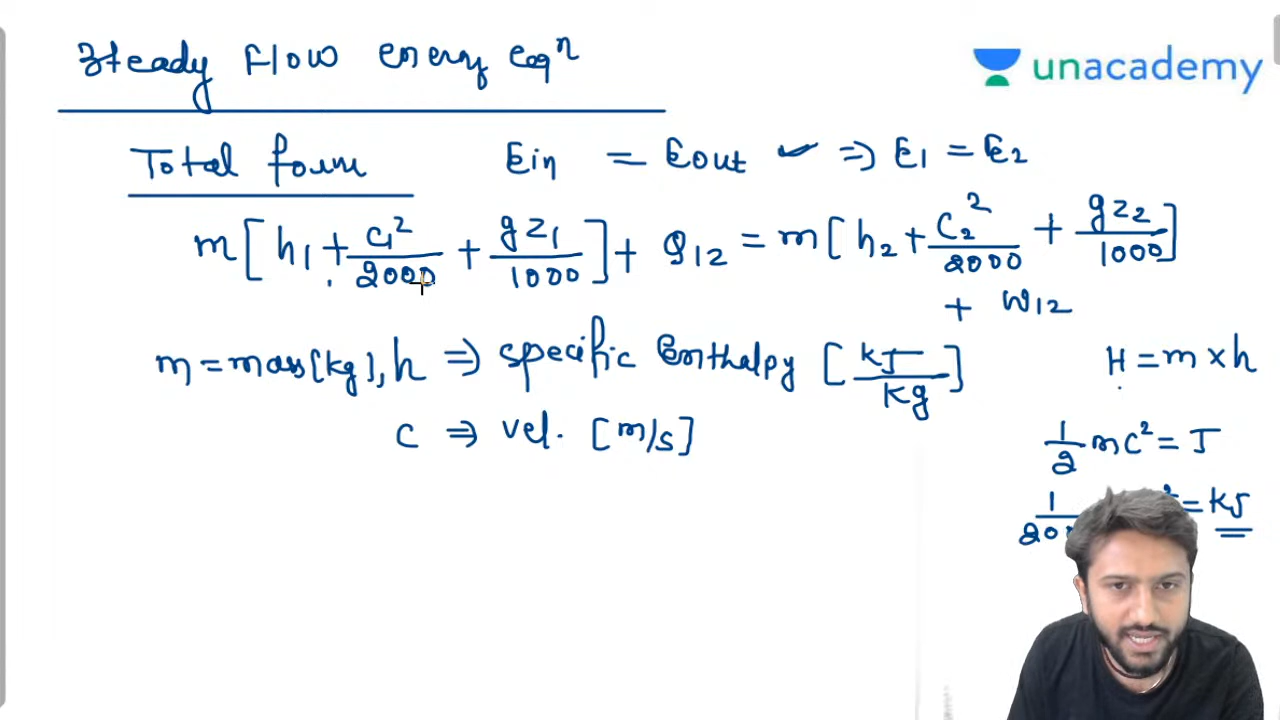 Steady Flow energy eqⁿ
unacademy
Total form Ein = Eout ✓ ⇒ E1 = E2
m[h₁ + c₁²/2000 + gz₁/1000] + Q₁₂ = m[h₂ + C₂²/2000 + gz₂/1000]
+ W₁₂
m = mass[kg], h ⇒ specific Enthalpy [kJ/kg]
H = m × h
c ⇒ vel. [m/s]
1/2 mc² = J
= kJ